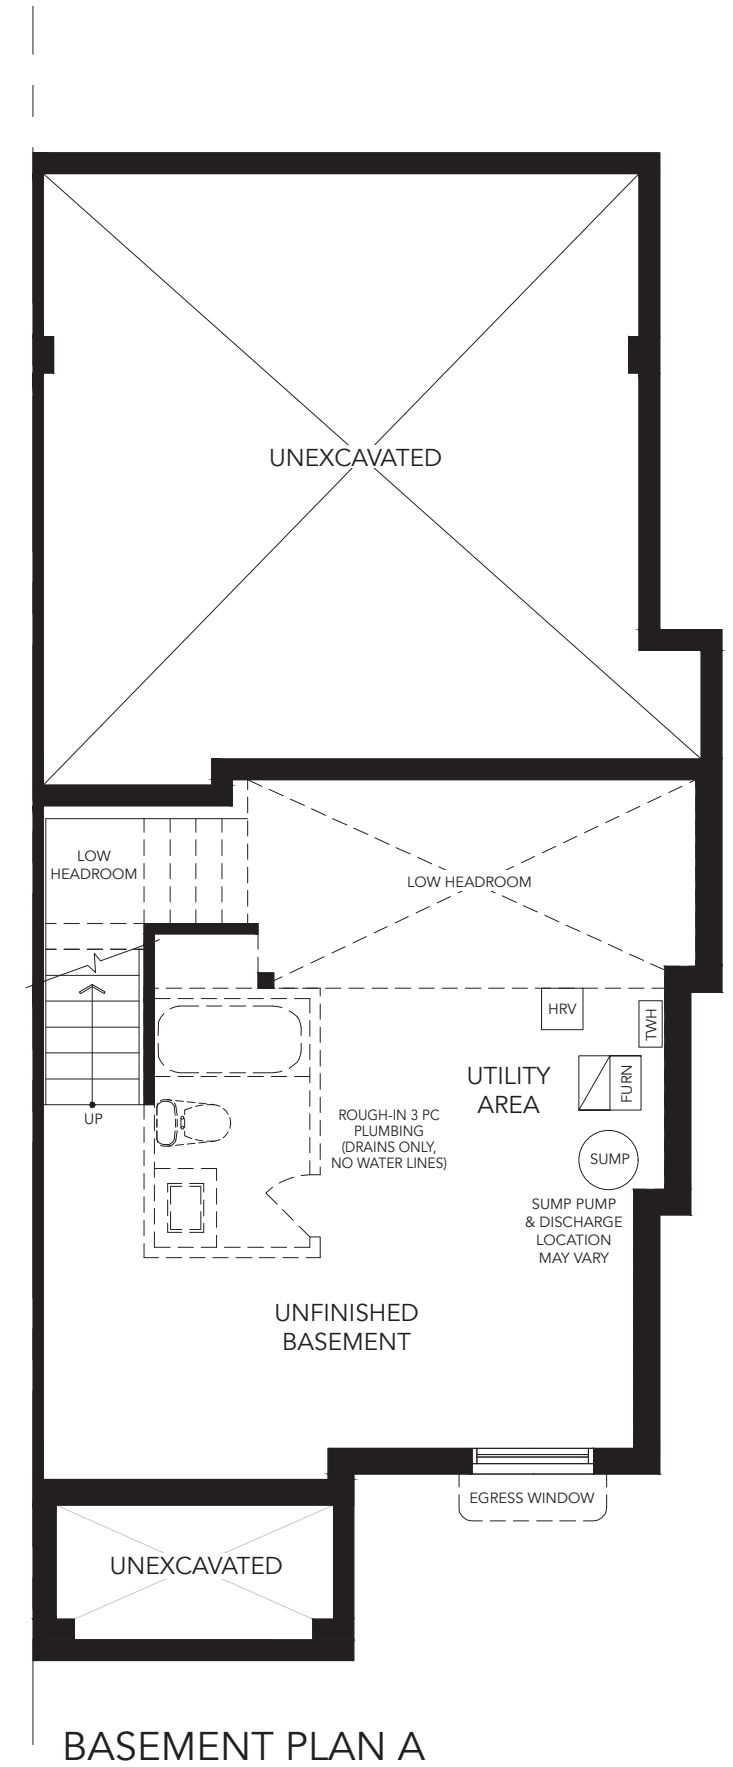 UNEXCAVATED
LOW
HEADROOM
LOW HEADROOM
HRV
TWH
UTILITY
AREA
FURN
UP
ROUGH-IN 3 PC
PLUMBING
(DRAINS ONLY,
NO WATER LINES)
SUMP
SUMP PUMP
& DISCHARGE
LOCATION
MAY VARY
UNFINISHED
BASEMENT
EGRESS WINDOW
UNEXCAVATED
BASEMENT PLAN A